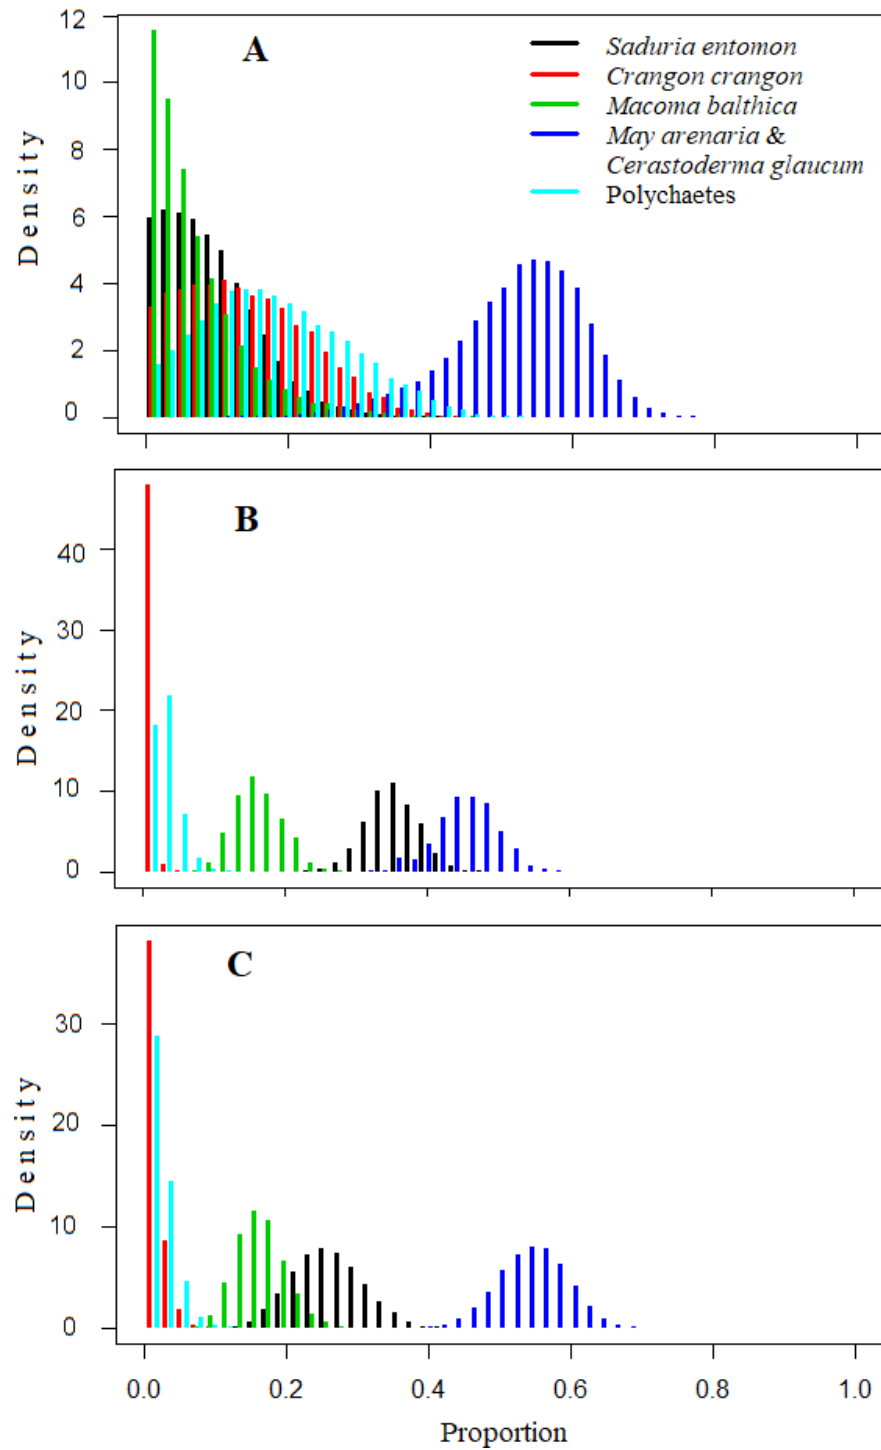 A
Saduria entomon
Crangon crangon
Macoma balthica
May arenaria &
Cerastoderma glaucum
Polychaetes
Density
12
10
8
6
4
2
0
B
Density
40
30
20
10
0
C
Density
30
20
10
0
0.0 0.2 0.4 0.6 0.8 1.0
Proportion